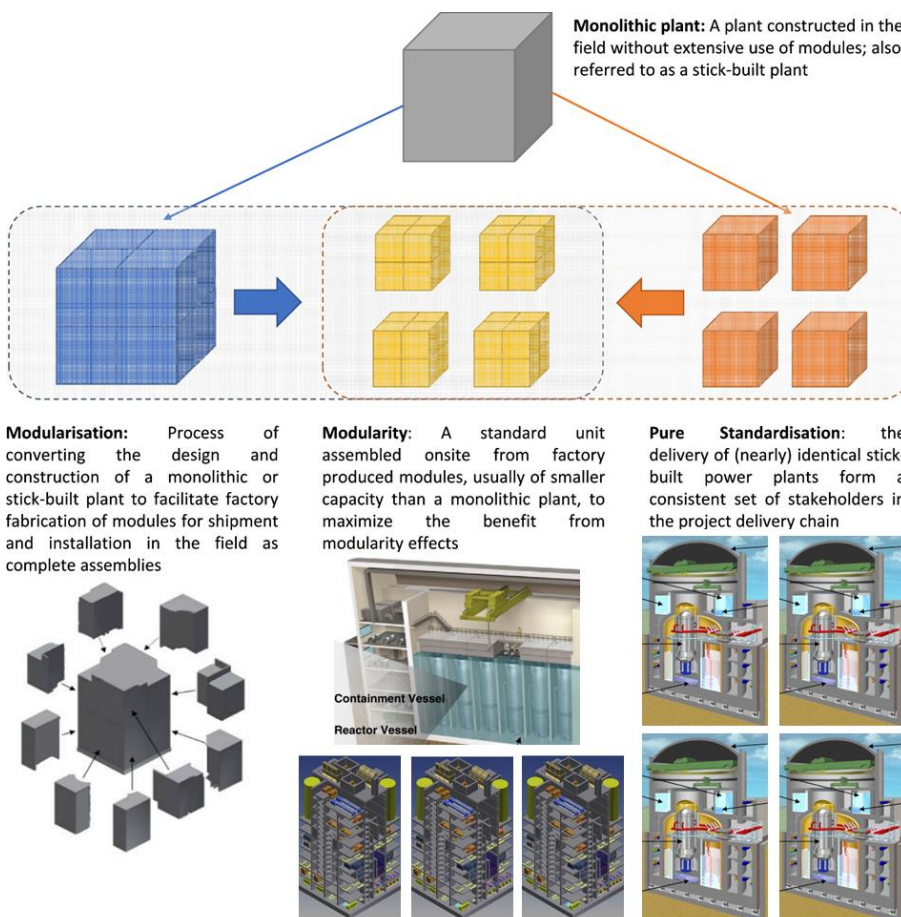 Monolithic plant: A plant constructed in the
field without extensive use of modules; also
referred to as a stick-built plant
Modularisation: Process of
converting the design and
construction of a monolithic or
stick-built plant to facilitate factory
fabrication of modules for shipment
and installation in the field as
complete assemblies
Modularity: A standard unit
assembled onsite from factory
produced modules, usually of smaller
capacity than a monolithic plant, to
maximize the benefit from
modularity effects
Pure Standardisation: the
delivery of (nearly) identical stick-
built power plants form a
consistent set of stakeholders in
the project delivery chain
Containment Vessel
Reactor Vessel